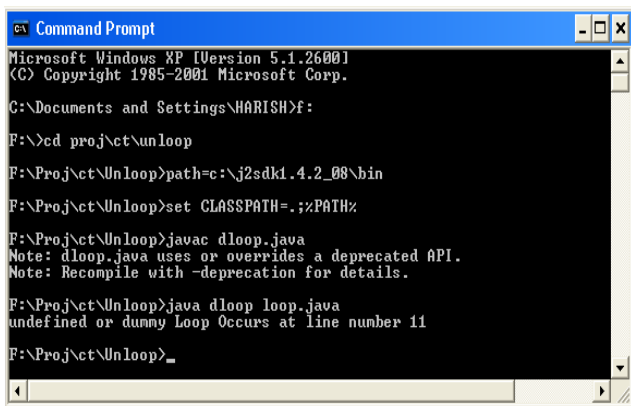 Command Prompt
Microsoft Windows XP [Version 5.1.2600]
(C) Copyright 1985-2001 Microsoft Corp.
C:\Documents and Settings\HARISH>f:
F:\>cd proj\ct\unloop
F:\Proj\ct\Unloop>path=c:\j2sdk1.4.2_08\bin
F:\Proj\ct\Unloop>set CLASSPATH=.;%PATH%
F:\Proj\ct\Unloop>javac dloop.java
Note: dloop.java uses or overrides a deprecated API.
Note: Recompile with -deprecation for details.
F:\Proj\ct\Unloop>java dloop loop.java
undefined or dummy Loop Occurs at line number 11
F:\Proj\ct\Unloop>_